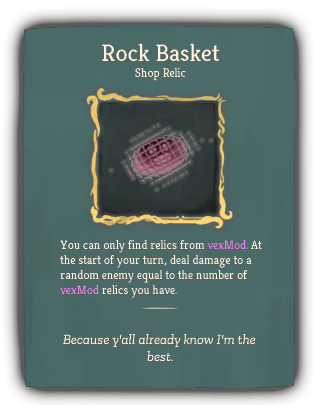 Rock Basket
Shop Relic
You can only find relics from vexMod. At
the start of your turn, deal damage to a
random enemy equal to the number of
vexMod relics you have.
Because y'all already know I'm the
best.